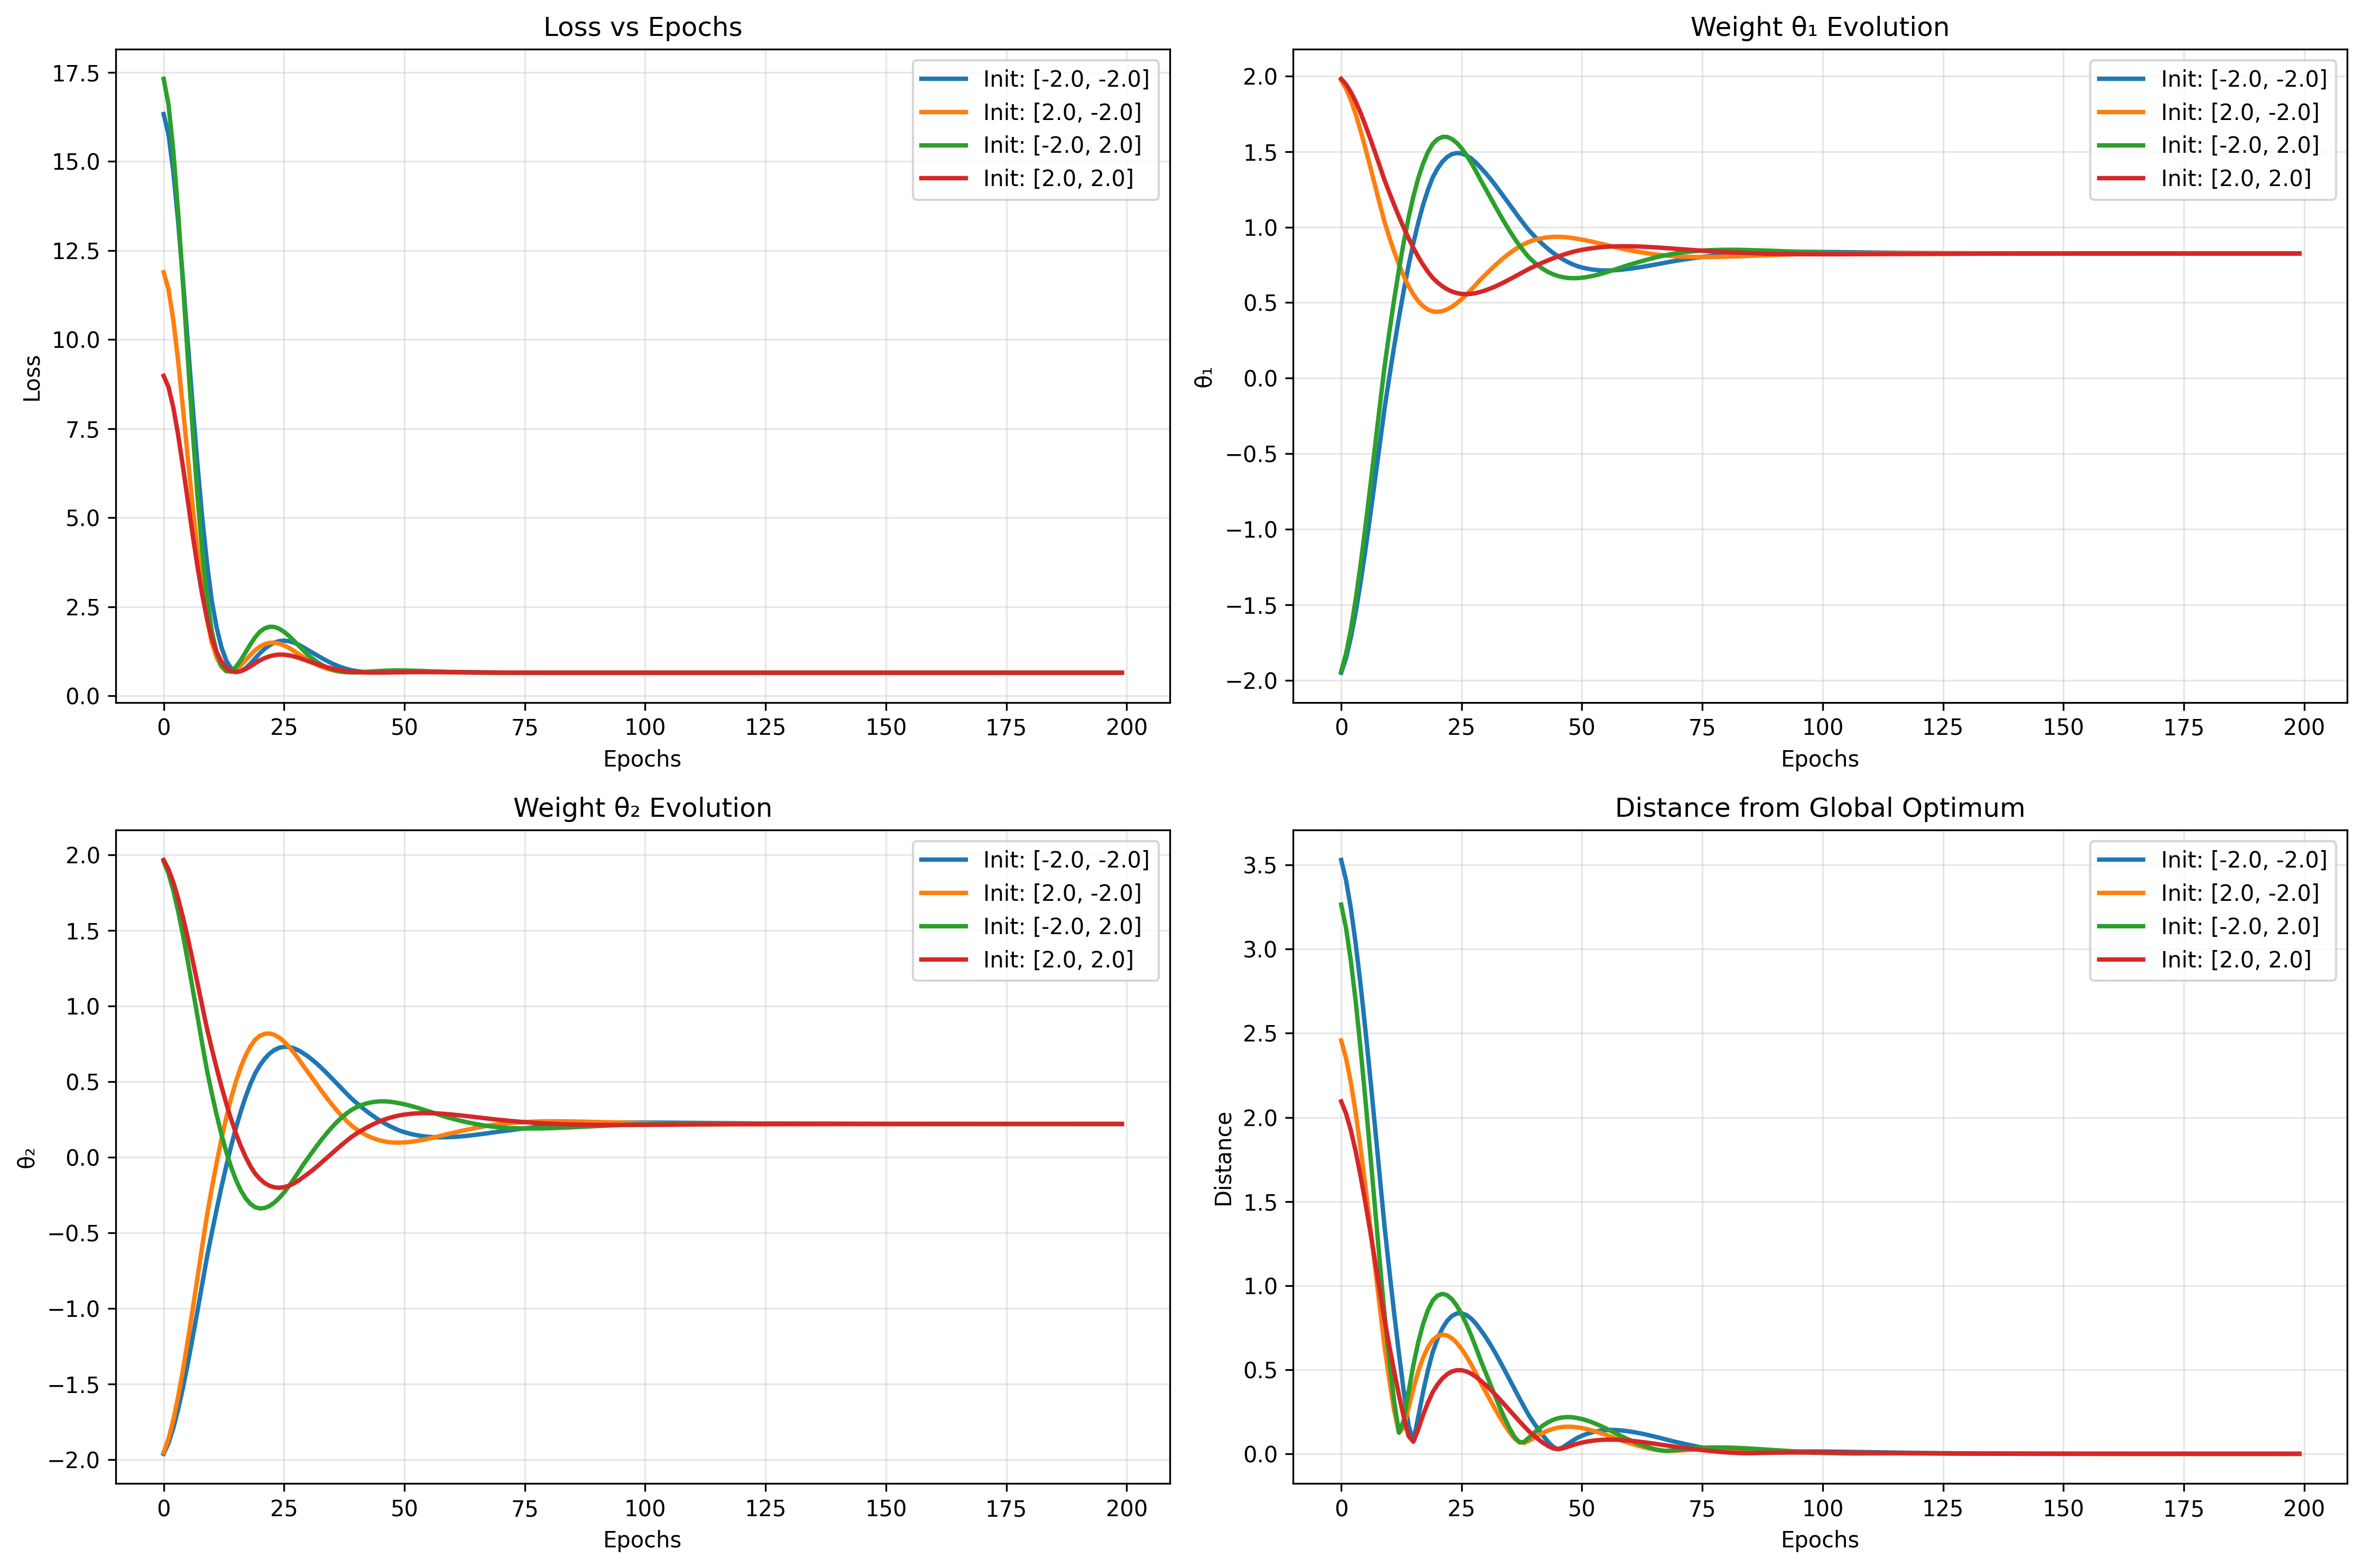 Loss vs Epochs
17.5
15.0
12.5
10.0
7.5
5.0
2.5
0.0
Loss
0 25 50 75 100 125 150 175 200
Epochs
Init: [-2.0, -2.0]
Init: [2.0, -2.0]
Init: [-2.0, 2.0]
Init: [2.0, 2.0]
Weight θ₁ Evolution
2.0
1.5
1.0
0.5
0.0
−0.5
−1.0
−1.5
−2.0
θ₁
0 25 50 75 100 125 150 175 200
Epochs
Init: [-2.0, -2.0]
Init: [2.0, -2.0]
Init: [-2.0, 2.0]
Init: [2.0, 2.0]
Weight θ₂ Evolution
2.0
1.5
1.0
0.5
0.0
−0.5
−1.0
−1.5
−2.0
θ₂
0 25 50 75 100 125 150 175 200
Epochs
Init: [-2.0, -2.0]
Init: [2.0, -2.0]
Init: [-2.0, 2.0]
Init: [2.0, 2.0]
Distance from Global Optimum
3.5
3.0
2.5
2.0
1.5
1.0
0.5
0.0
Distance
0 25 50 75 100 125 150 175 200
Epochs
Init: [-2.0, -2.0]
Init: [2.0, -2.0]
Init: [-2.0, 2.0]
Init: [2.0, 2.0]